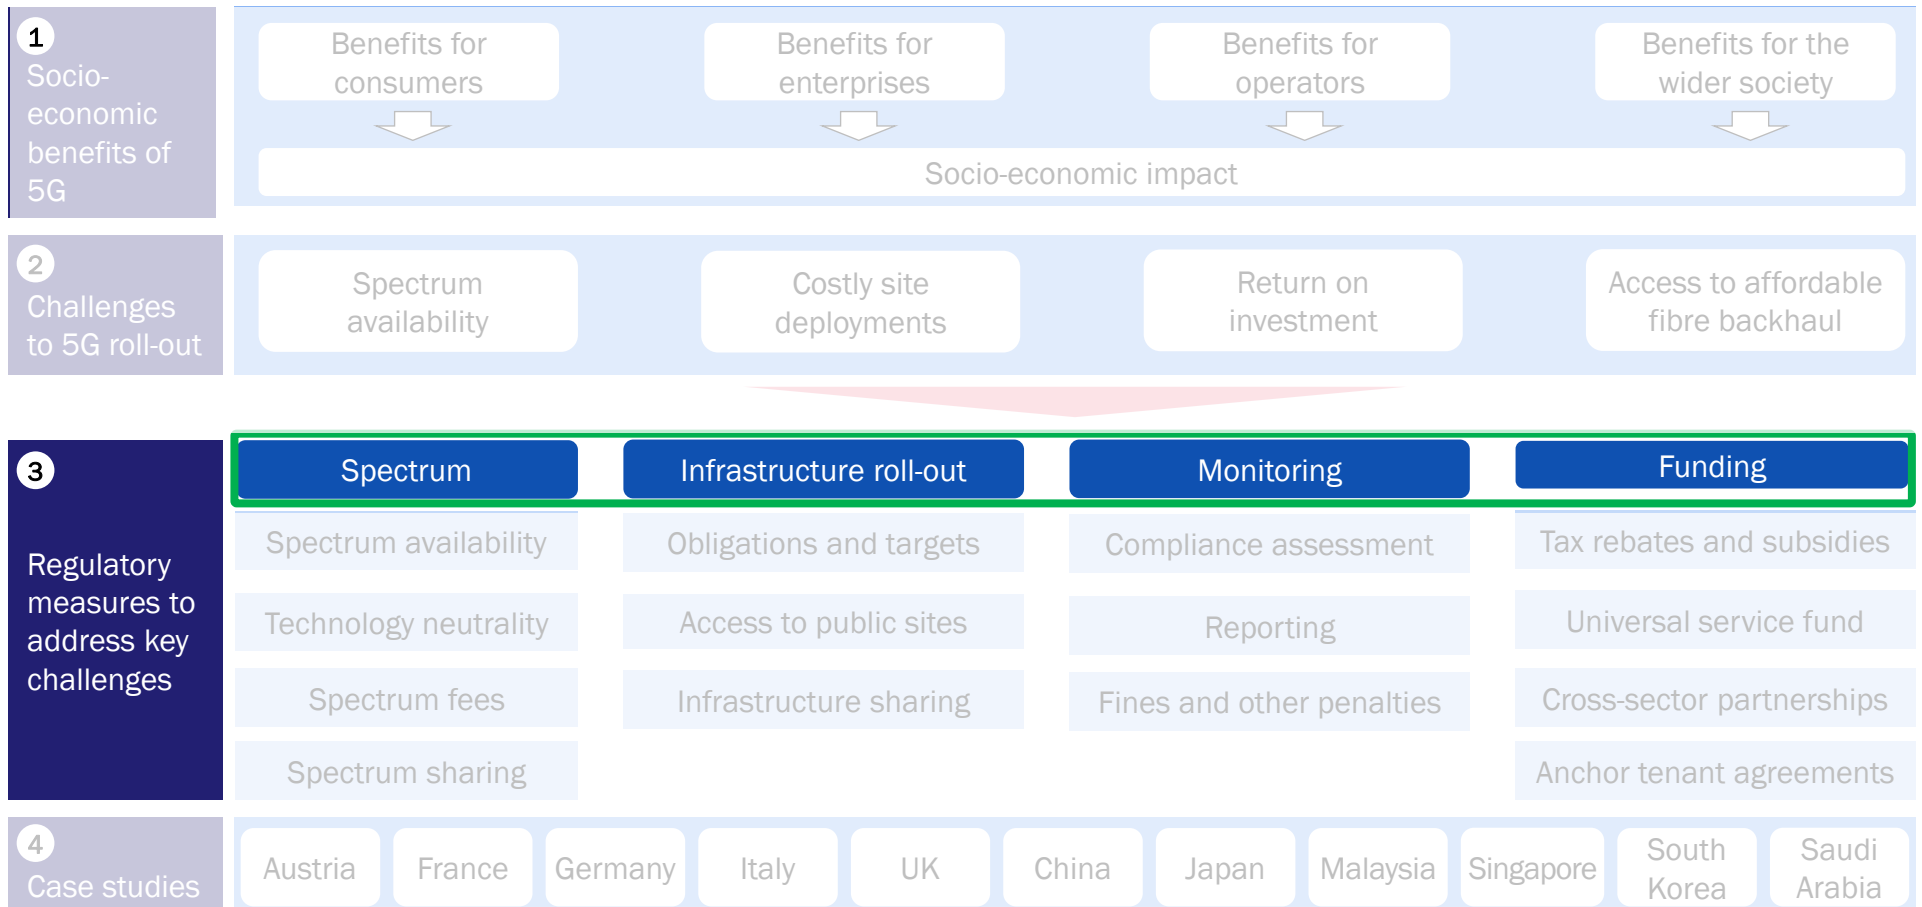 1
Socio-
economic
benefits of
5G
Benefits for
consumers
Benefits for
enterprises
Benefits for
operators
Benefits for the
wider society
Socio-economic impact
2
Challenges
to 5G roll-out
Spectrum
availability
Costly site
deployments
Return on
investment
Access to affordable
fibre backhaul
3
Regulatory
measures to
address key
challenges
Spectrum
Infrastructure roll-out
Monitoring
Funding
Spectrum availability
Obligations and targets
Compliance assessment
Tax rebates and subsidies
Technology neutrality
Access to public sites
Reporting
Universal service fund
Spectrum fees
Infrastructure sharing
Fines and other penalties
Cross-sector partnerships
Spectrum sharing
Anchor tenant agreements
4
Case studies
Austria
France
Germany
Italy
UK
China
Japan
Malaysia
Singapore
South
Korea
Saudi
Arabia